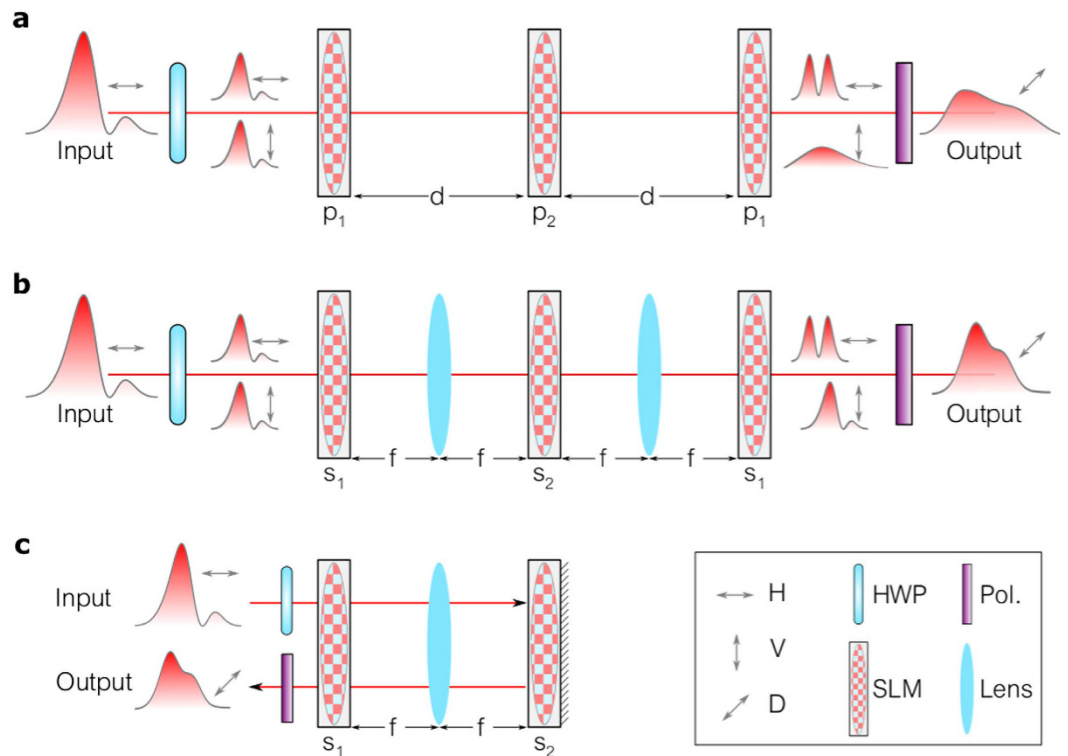 a
Input
Output
d
d
p₁
p₂
p₁
b
Input
Output
f
f
f
f
s₁
s₂
s₁
c
Input
Output
f
f
s₁
s₂
H
HWP
Pol.
V
D
SLM
Lens